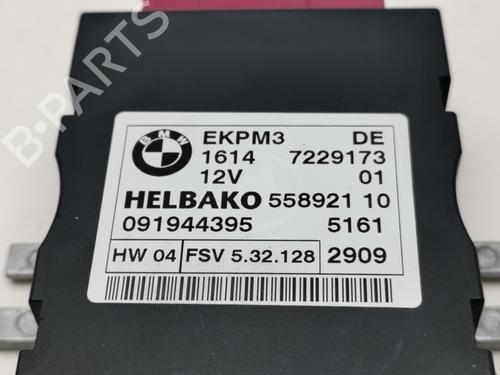 B-PARTS
BMW
EKPM3 DE
1614 7229173
12V 01
HELBAKO 558921 10
091944395 5161
HW 04 FSV 5.32.128 2909